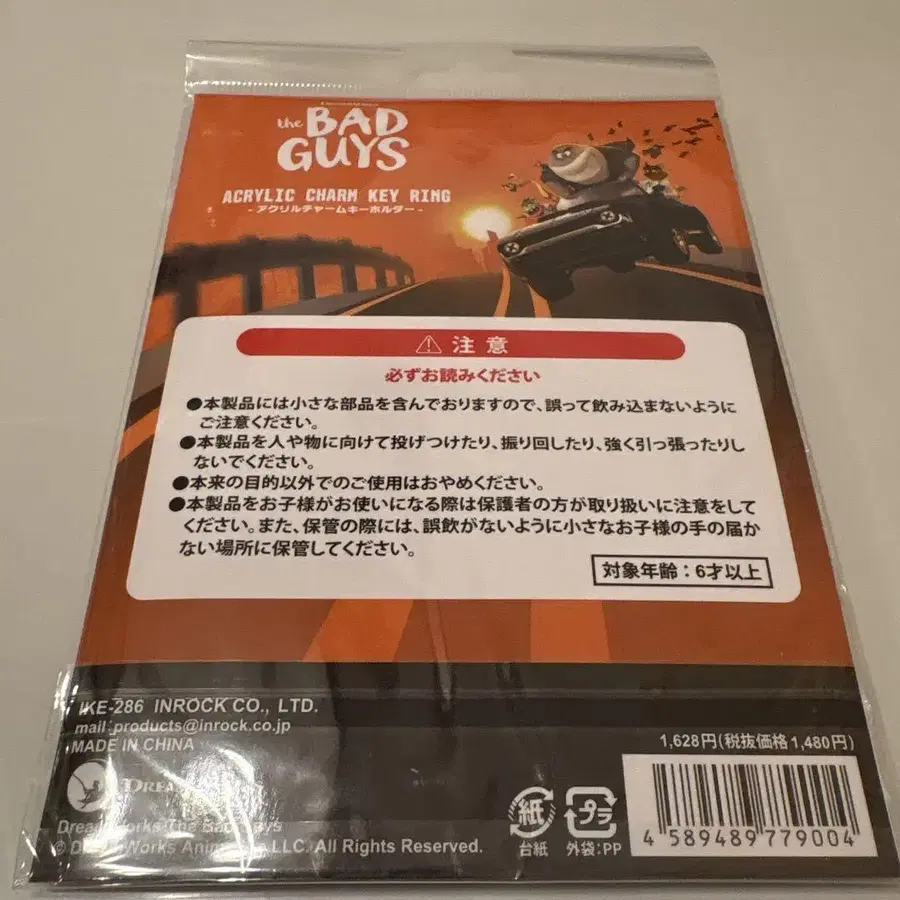 the BAD
GUYS
ACRYLIC CHARM KEY RING
- アクリルチャームキーホルダー -
⚠ 注意
必ずお読みください
●本製品には小さな部品を含んでおりますので、誤って飲み込まないように
ご注意ください。
●本製品を人や物に向けて投げつけたり、振り回したり、強く引っ張ったりし
ないでください。
●本来の目的以外でのご使用はおやめください。
●本製品をお子様がお使いになる際は保護者の方が取り扱いに注意をして
ください。また、保管の際には、誤飲がないように小さなお子様の手の届か
ない場所に保管してください。
対象年齢：6才以上
IKE-286 INROCK CO., LTD.
mail:products@inrock.co.jp
MADE IN CHINA
1,628円(税抜価格1,480円)
紙
プラ
台紙
外袋:PP
4 589489 779004
DreamWorks The Bad Guys
© DreamWorks Animation LLC. All Rights Reserved.